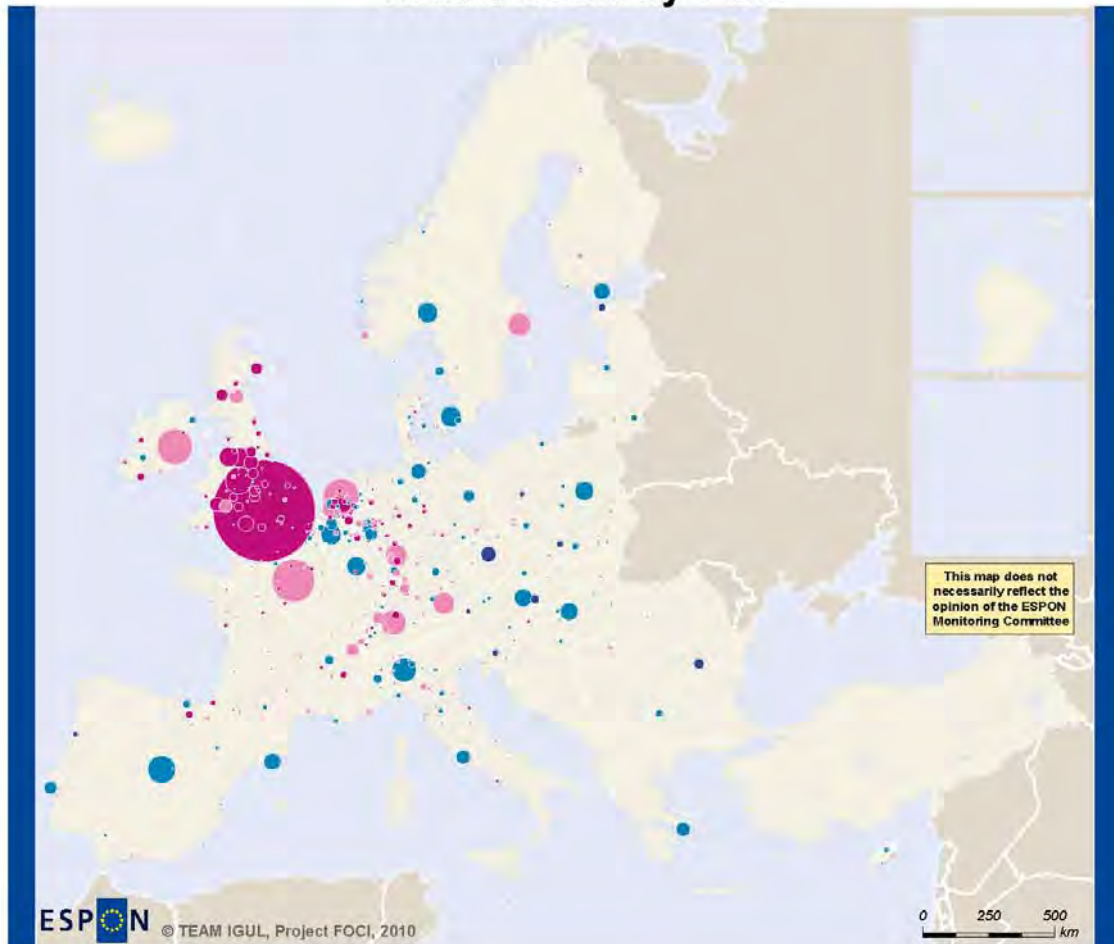 This map does not
necessarily reflect the
opinion of the ESPON
Monitoring Committee
ESPON © TEAM IGUL, Project FOCI, 2010
0 250 500
km